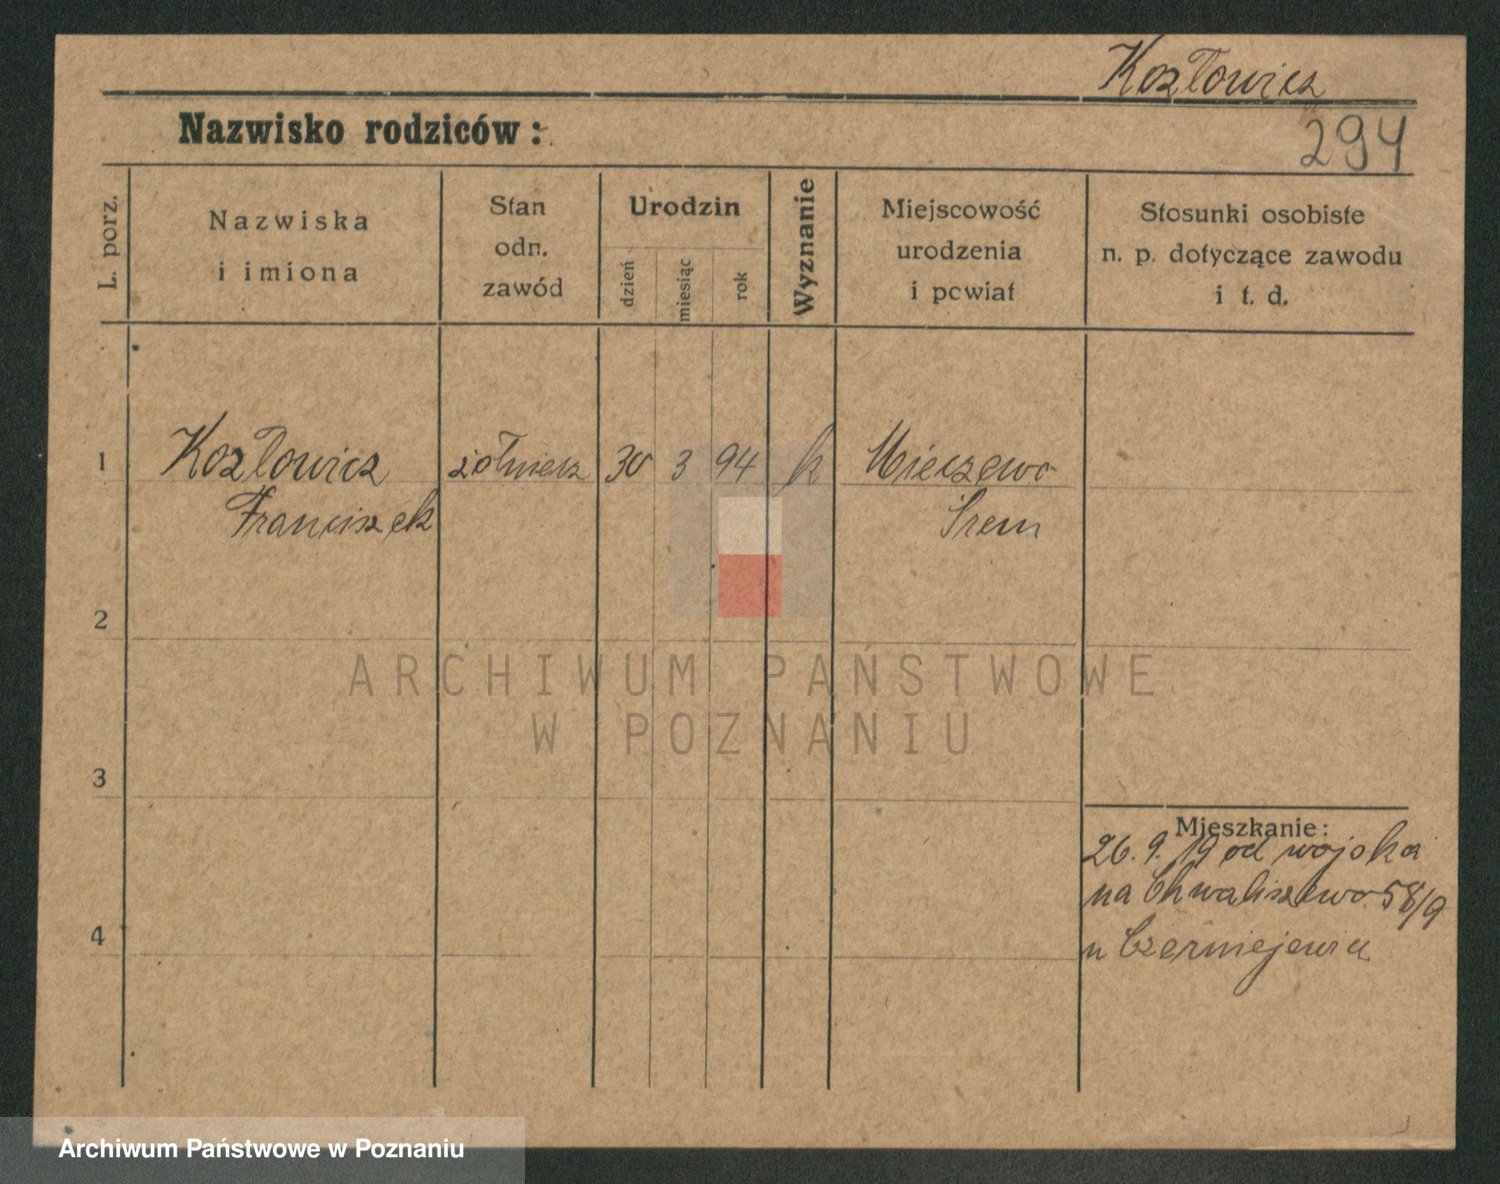 Kozłowicz
Nazwisko rodziców:
294
L. porz.
Nazwiska
i imiona
Stan
odn.
zawód
Urodzin
dzień
miesiąc
rok
Wyznanie
Miejscowość
urodzenia
i powiat
Stosunki osobiste
n. p. dotyczące zawodu
i t. d.
1 Kozłowicz żołnierz 30 3 94 k Mieczewo
Franciszek Śrem
2
ARCHIWUM PAŃSTWOWE
W POZNANIU
3
Mieszkanie:
26. 9. 19 od wojska
na Chwaliszewo 58/9
4
u
Archiwum Państwowe w Poznaniu